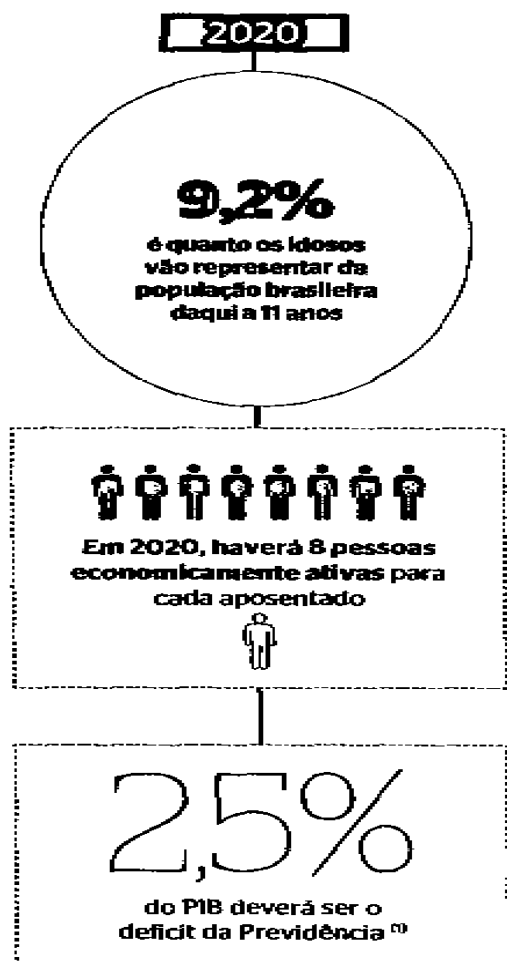 2020
9,2%
é quanto os idosos
vão representar da
população brasileira
daqui a 11 anos
Em 2020, haverá 8 pessoas
economicamente ativas para
cada aposentado
2,5%
do PIB deverá ser o
deficit da Previdência (1)